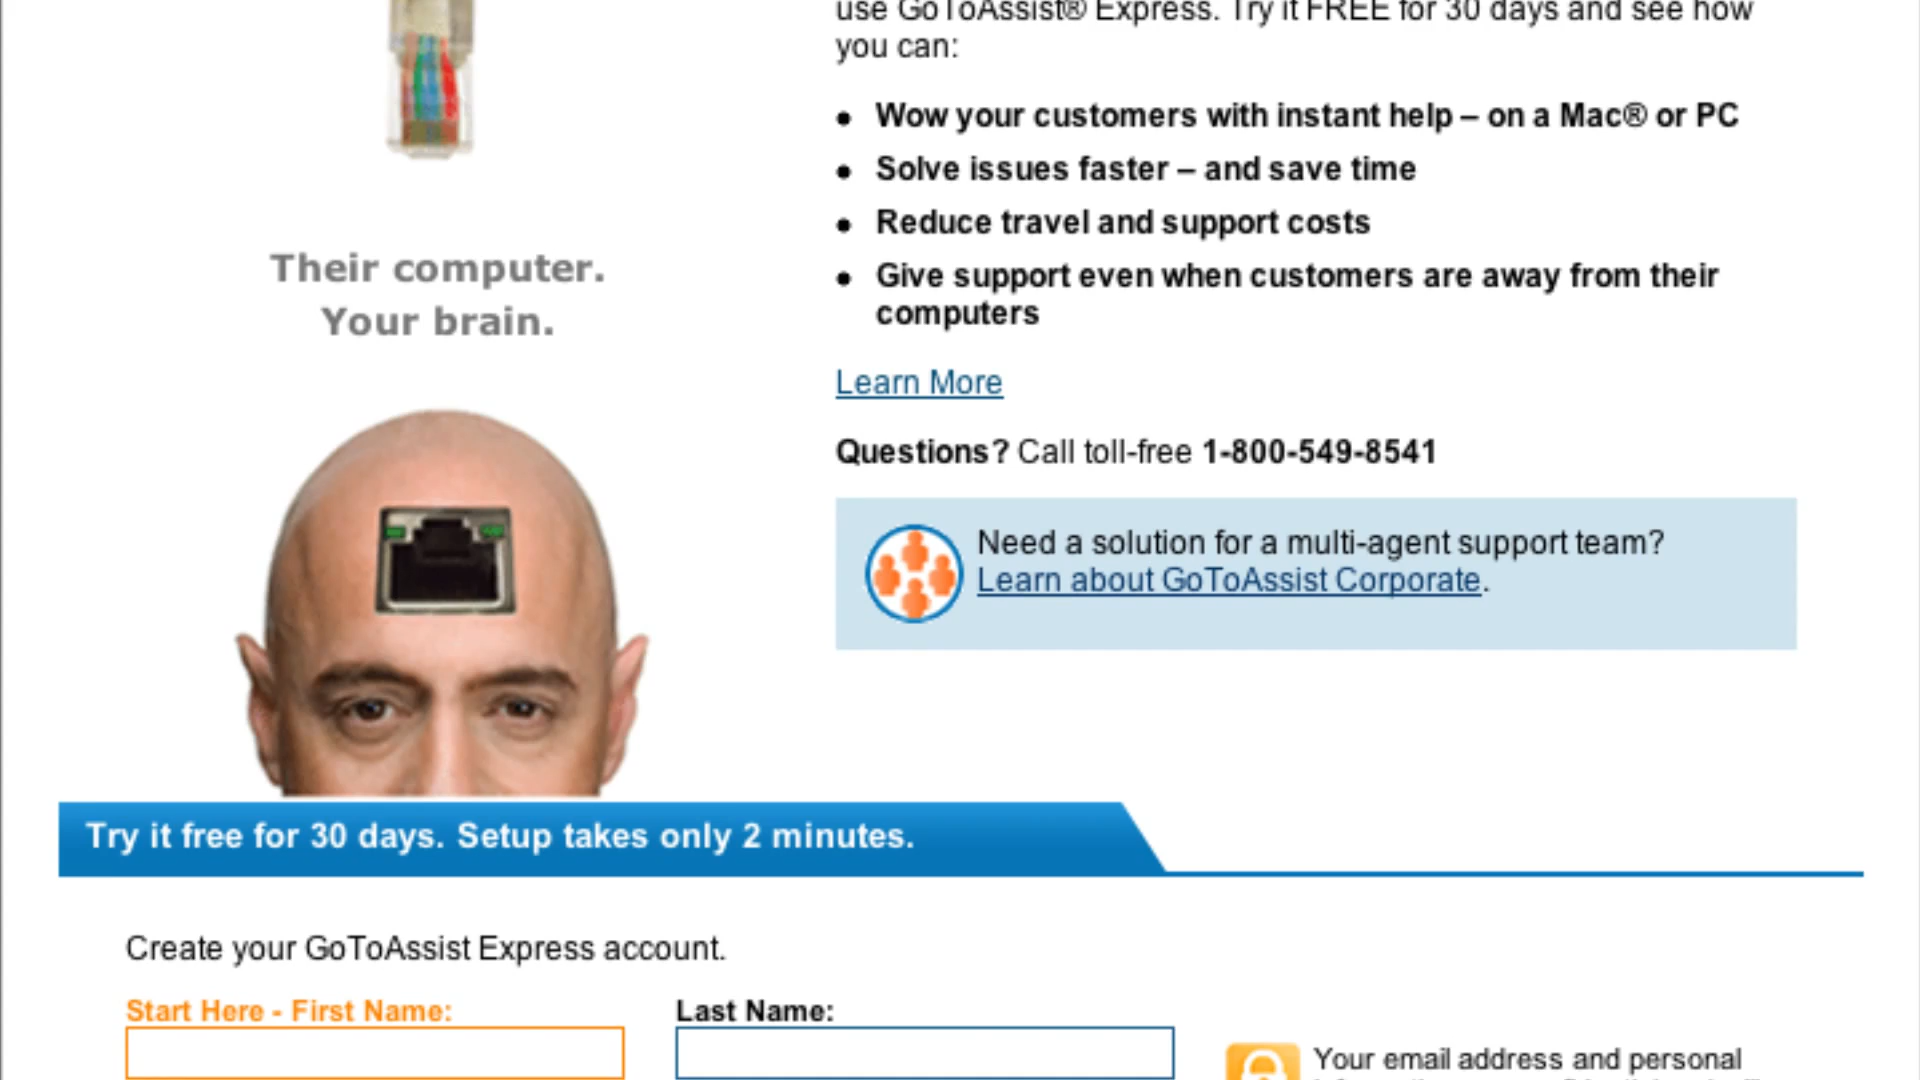 use GoToAssist® Express. Try it FREE for 30 days and see how
you can:
• Wow your customers with instant help – on a Mac® or PC
• Solve issues faster – and save time
• Reduce travel and support costs
• Give support even when customers are away from their
computers
Their computer.
Your brain.
Learn More
Questions? Call toll-free 1-800-549-8541
Need a solution for a multi-agent support team?
Learn about GoToAssist Corporate.
Try it free for 30 days. Setup takes only 2 minutes.
Create your GoToAssist Express account.
Start Here - First Name:
Last Name:
Your email address and personal